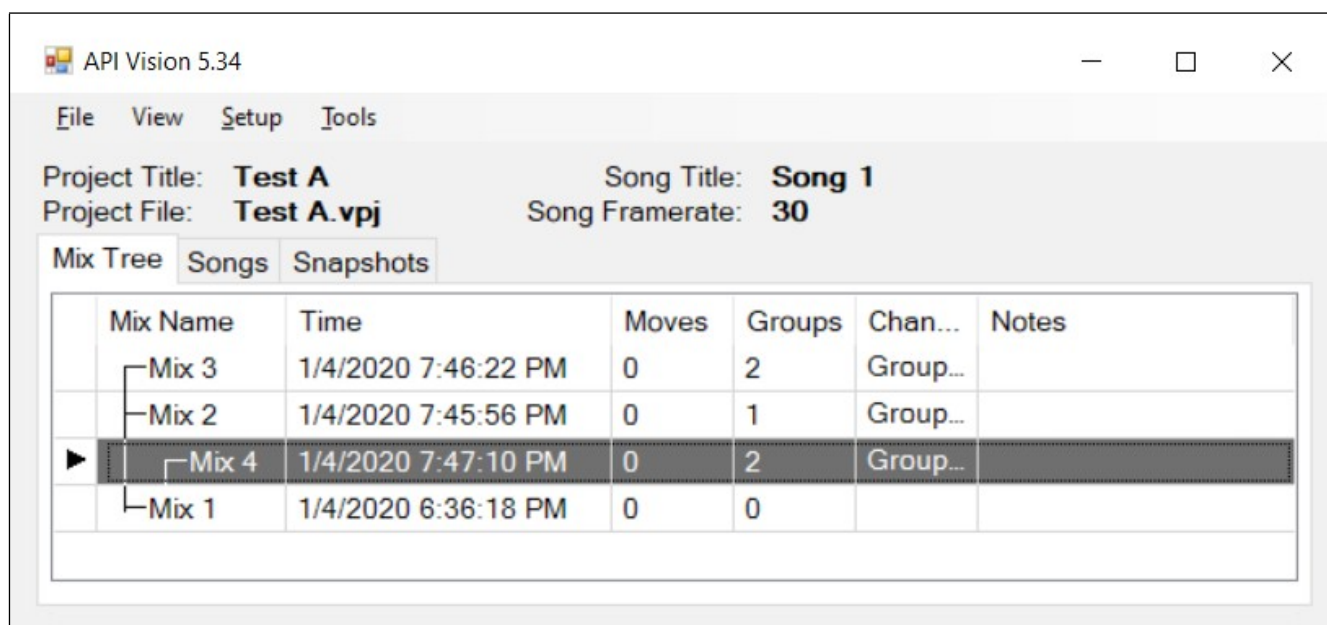 API Vision 5.34
File View Setup Tools
Project Title: Test A Song Title: Song 1
Project File: Test A.vpj Song Framerate: 30
Mix Tree Songs Snapshots
Mix Name Time Moves Groups Chan... Notes
Mix 3 1/4/2020 7:46:22 PM 0 2 Group...
Mix 2 1/4/2020 7:45:56 PM 0 1 Group...
Mix 4 1/4/2020 7:47:10 PM 0 2 Group...
Mix 1 1/4/2020 6:36:18 PM 0 0